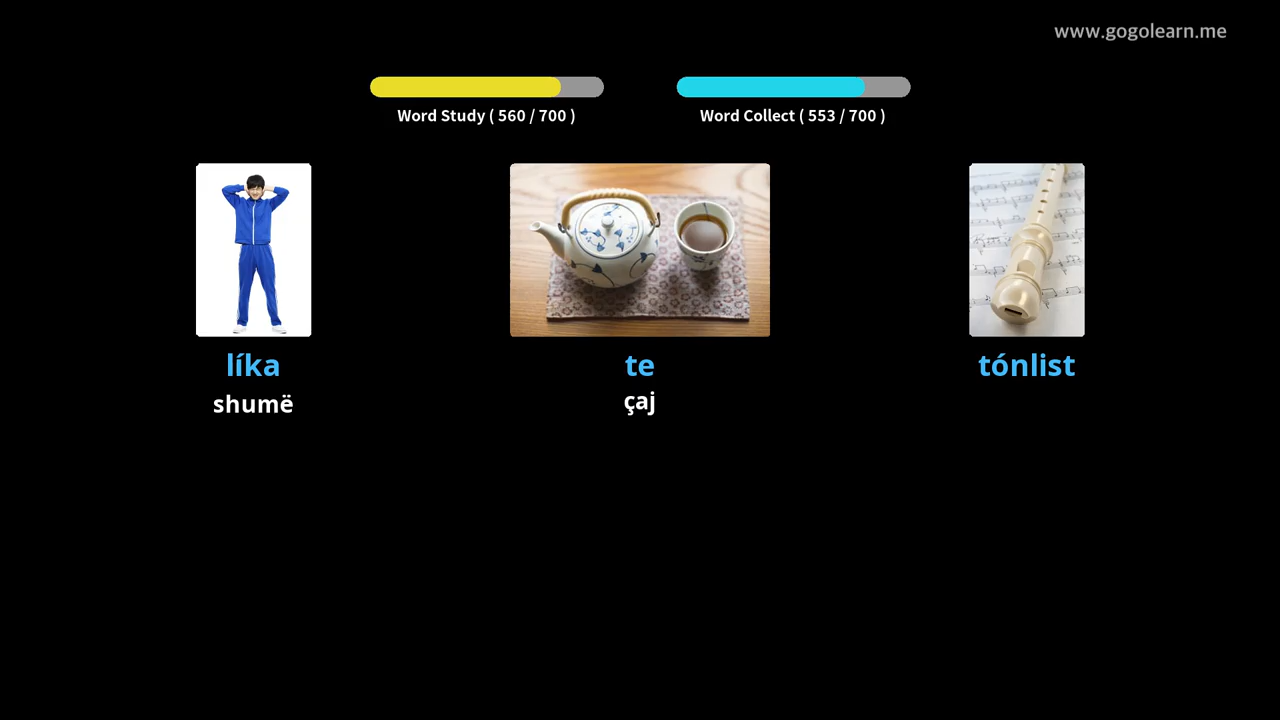 www.gogolearn.me
Word Study ( 560 / 700 )
Word Collect ( 553 / 700 )
líka
te
tónlist
shumë
çaj